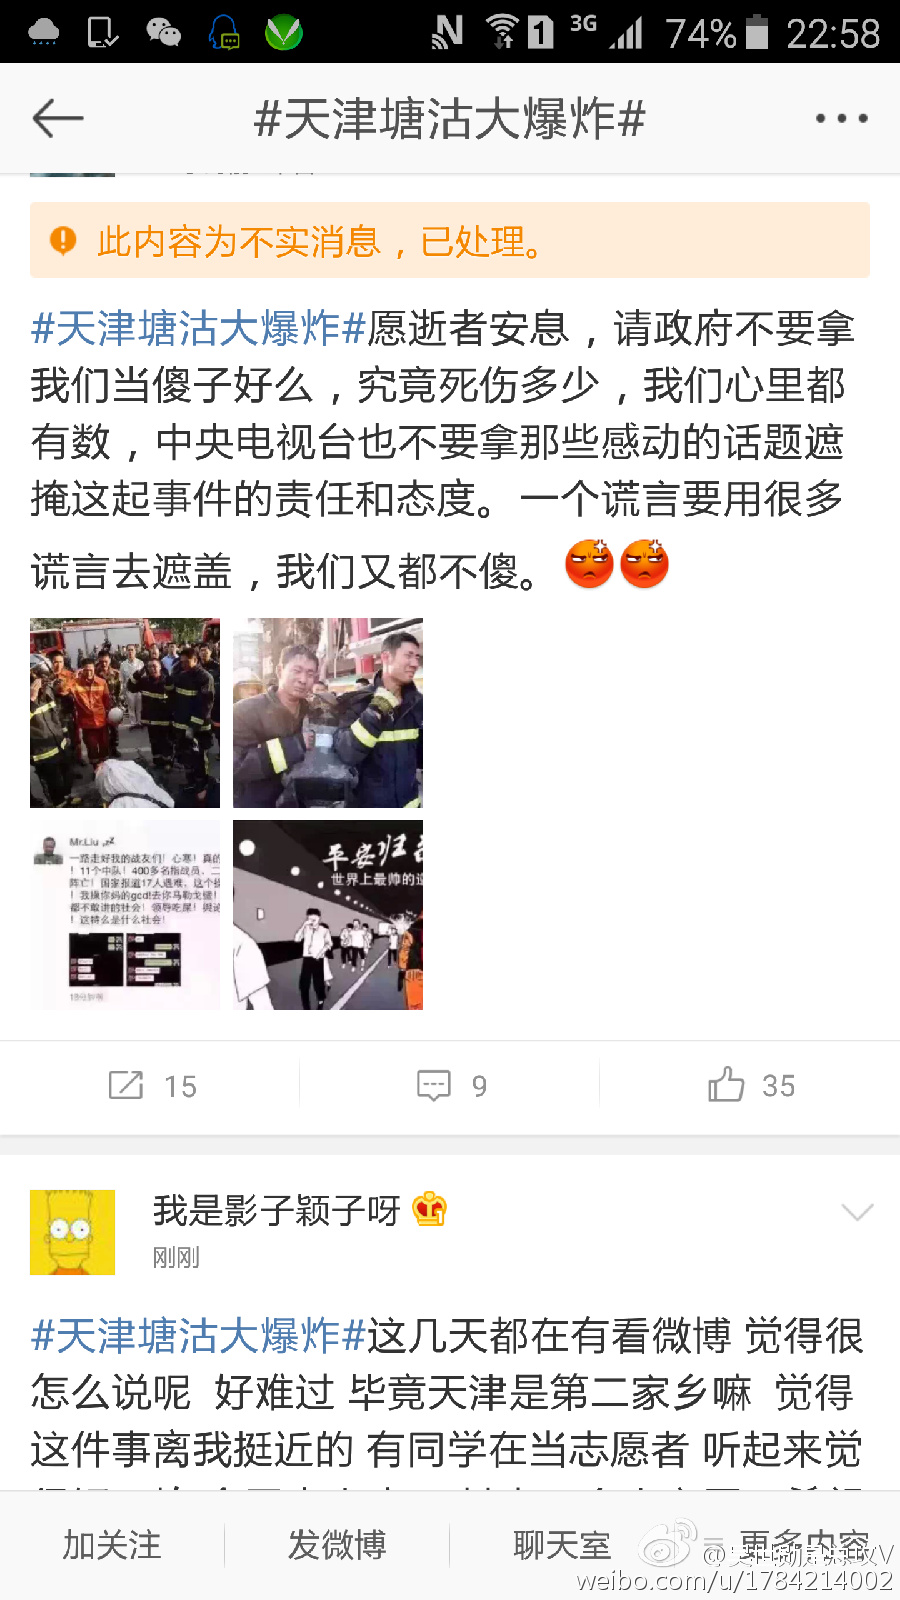 3G 74% 22:58
#天津塘沽大爆炸#
此内容为不实消息，已处理。
#天津塘沽大爆炸#愿逝者安息，请政府不要拿
我们当傻子好么，究竟死伤多少，我们心里都
有数，中央电视台也不要拿那些感动的话题遮
掩这起事件的责任和态度。一个谎言要用很多
谎言去遮盖，我们又都不傻。
Mr.Liu
一路走好我的战友们！心寒！真的
！11个中队！400多名指战员，二
阵亡！国家报道17人遇难，这个
！我操你妈的gcd!去你马勒戈壁！
都不敢讲的社会！领导吃屎！舆论
！这特么是什么社会！
平安归
世界上最帅的逆
15
9
35
我是影子颖子呀
刚刚
#天津塘沽大爆炸#这几天都在有看微博 觉得很
怎么说呢 好难过 毕竟天津是第二家乡嘛 觉得
这件事离我挺近的 有同学在当志愿者 听起来觉
加关注
发微博
聊天室
更多内容
weibo.com/u/1784214002